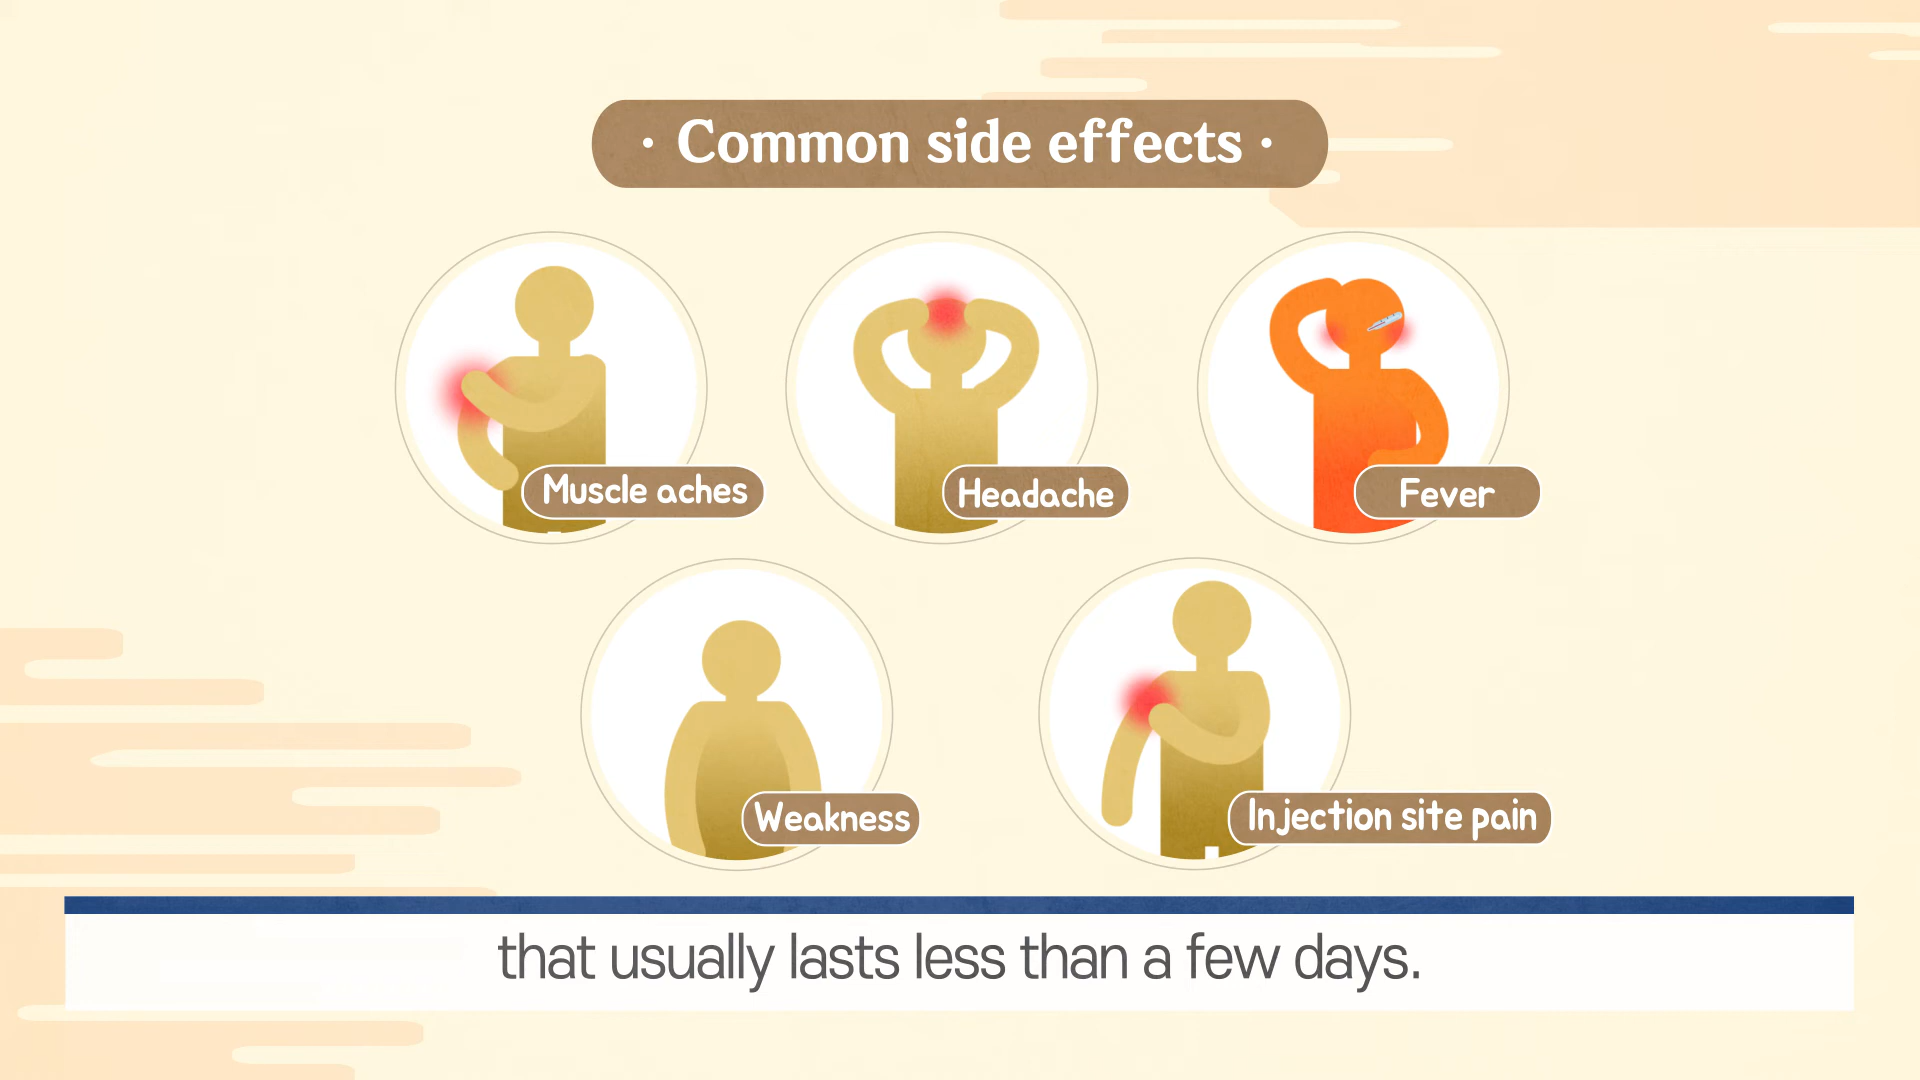 · Common side effects ·
Muscle aches
Headache
Fever
Weakness
Injection site pain
that usually lasts less than a few days.